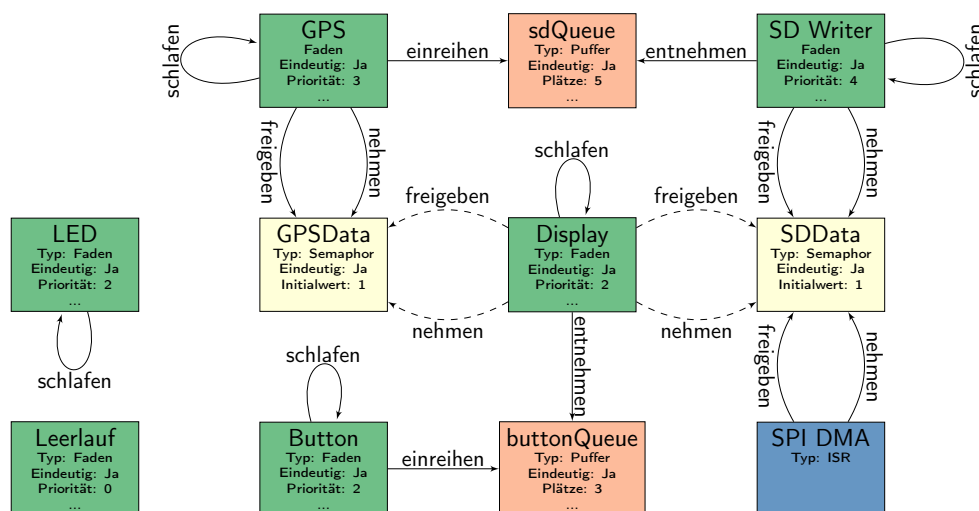 GPS
Faden
Eindeutig: Ja
Priorität: 3
...
schlafen
einreihen
sdQueue
Typ: Puffer
Eindeutig: Ja
Plätze: 5
...
entnehmen
SD Writer
Faden
Eindeutig: Ja
Priorität: 4
...
schlafen
freigeben
nehmen
schlafen
freigeben
nehmen
LED
Typ: Faden
Eindeutig: Ja
Priorität: 2
...
schlafen
GPSData
Typ: Semaphor
Eindeutig: Ja
Initialwert: 1
freigeben
nehmen
Display
Typ: Faden
Eindeutig: Ja
Priorität: 2
...
freigeben
nehmen
SDData
Typ: Semaphor
Eindeutig: Ja
Initialwert: 1
entnehmen
freigeben
nehmen
schlafen
Leerlauf
Typ: Faden
Eindeutig: Ja
Priorität: 0
...
Button
Typ: Faden
Eindeutig: Ja
Priorität: 2
...
einreihen
buttonQueue
Typ: Puffer
Eindeutig: Ja
Plätze: 3
...
SPI DMA
Typ: ISR